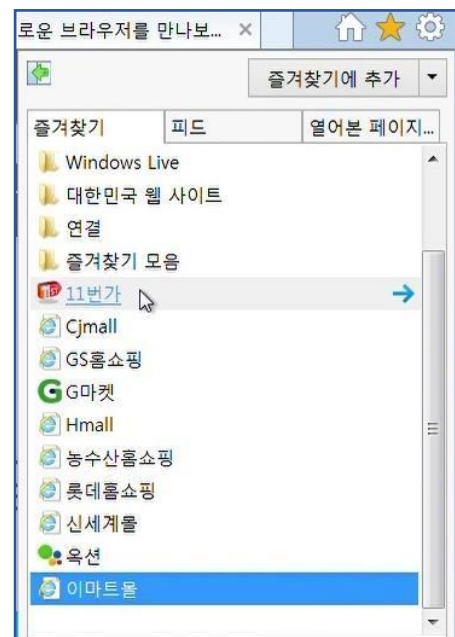 로운 브라우저를 만나보... ×
즐겨찾기에 추가
즐겨찾기 피드 열어본 페이지...
Windows Live
대한민국 웹 사이트
연결
즐겨찾기 모음
11번가
Cjmall
GS홈쇼핑
G마켓
Hmall
농수산홈쇼핑
롯데홈쇼핑
신세계몰
옥션
이마트몰